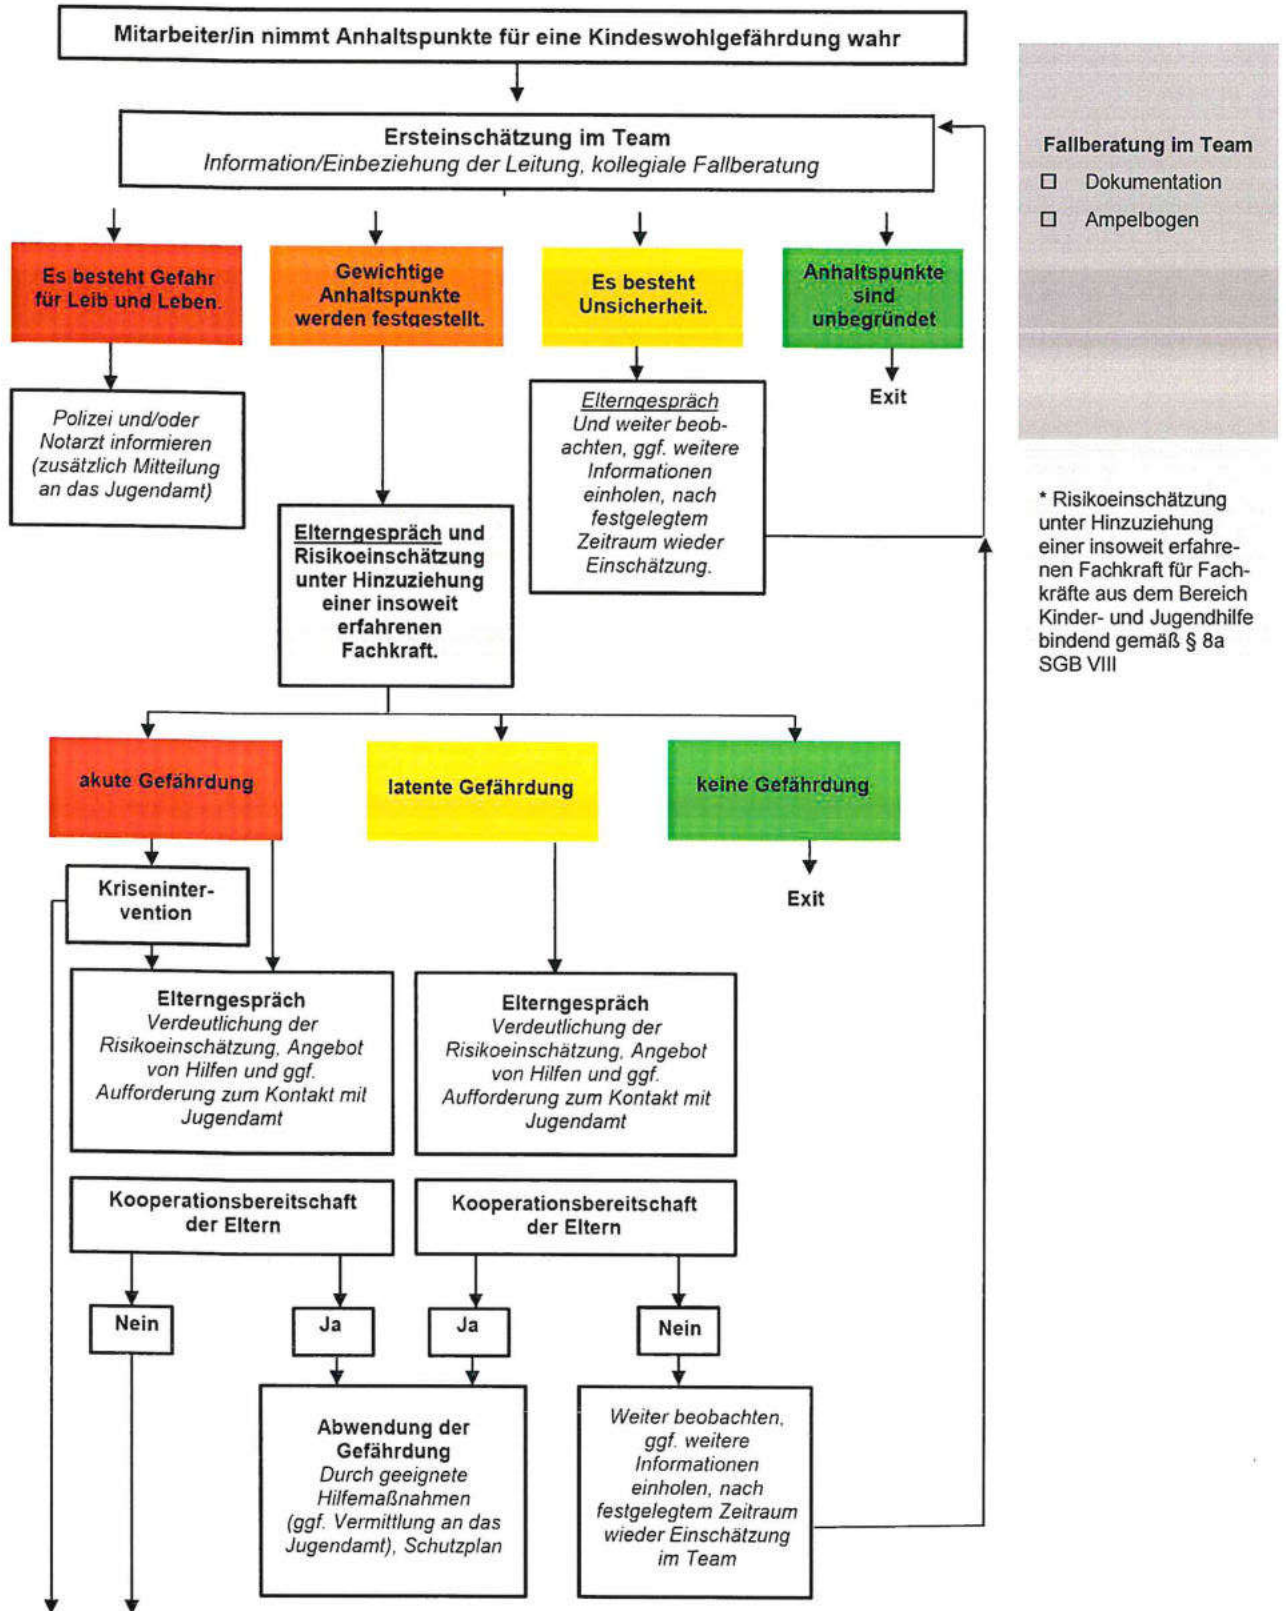 Mitarbeiter/in nimmt Anhaltspunkte für eine Kindeswohlgefährdung wahr
Ersteinschätzung im Team
Information/Einbeziehung der Leitung, kollegiale Fallberatung
Fallberatung im Team
☐ Dokumentation
☐ Ampelbogen
Es besteht Gefahr
für Leib und Leben.
Gewichtige
Anhaltspunkte
werden festgestellt.
Es besteht
Unsicherheit.
Anhaltspunkte
sind
unbegründet
Polizei und/oder
Notarzt informieren
(zusätzlich Mitteilung
an das Jugendamt)
Elterngespräch
Und weiter beob-
achten, ggf. weitere
Informationen
einholen, nach
festgelegtem
Zeitraum wieder
Einschätzung.
Exit
* Risikoeinschätzung
unter Hinzuziehung
einer insoweit erfahre-
nen Fachkraft für Fach-
kräfte aus dem Bereich
Kinder- und Jugendhilfe
bindend gemäß § 8a
SGB VIII
Elterngespräch und
Risikoeinschätzung
unter Hinzuziehung
einer insoweit
erfahrenen
Fachkraft.
akute Gefährdung
latente Gefährdung
keine Gefährdung
Exit
Kriseninter-
vention
Elterngespräch
Verdeutlichung der
Risikoeinschätzung, Angebot
von Hilfen und ggf.
Aufforderung zum Kontakt mit
Jugendamt
Elterngespräch
Verdeutlichung der
Risikoeinschätzung, Angebot
von Hilfen und ggf.
Aufforderung zum Kontakt mit
Jugendamt
Kooperationsbereitschaft
der Eltern
Kooperationsbereitschaft
der Eltern
Nein
Ja
Ja
Nein
Abwendung der
Gefährdung
Durch geeignete
Hilfemaßnahmen
(ggf. Vermittlung an das
Jugendamt), Schutzplan
Weiter beobachten,
ggf. weitere
Informationen
einholen, nach
festgelegtem Zeitraum
wieder Einschätzung
im Team